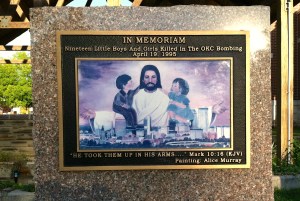 IN MEMORIAM
Nineteen Little Boys And Girls Killed In The OKC Bombing
April 19, 1995
"HE TOOK THEM UP IN HIS ARMS...." Mark 10:16 (KJV)
Painting: Alice Murray